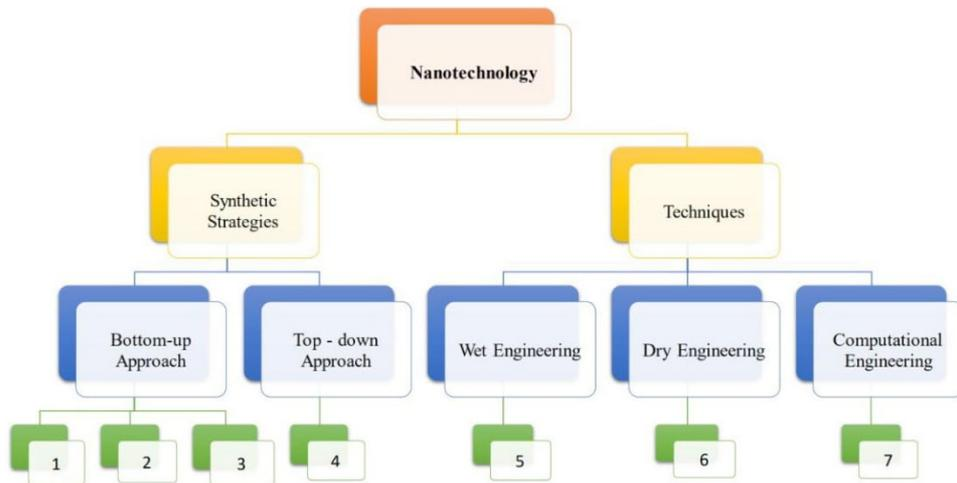 Nanotechnology
Synthetic
Strategies
Techniques
Bottom-up
Approach
Top - down
Approach
Wet Engineering
Dry Engineering
Computational
Engineering
1
2
3
4
5
6
7